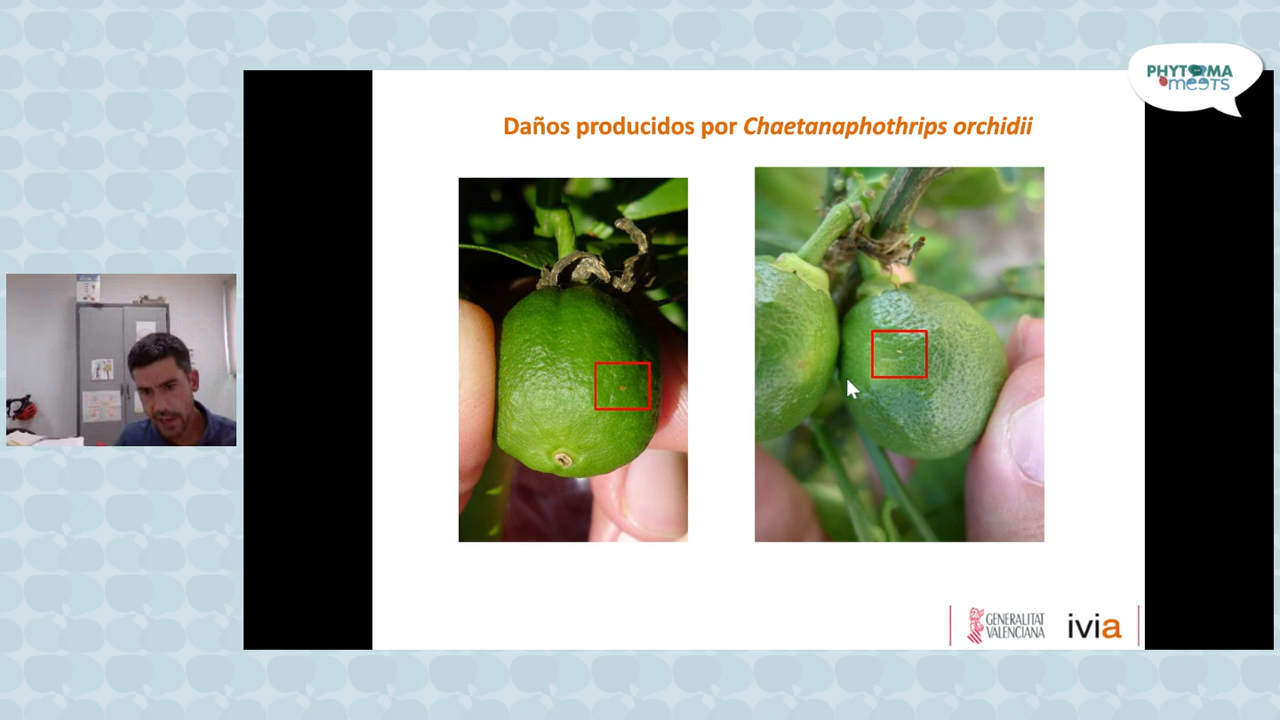 PHYTOMA
meets
Daños producidos por Chaetanaphothrips orchidii
GENERALITAT
VALENCIANA
ivia